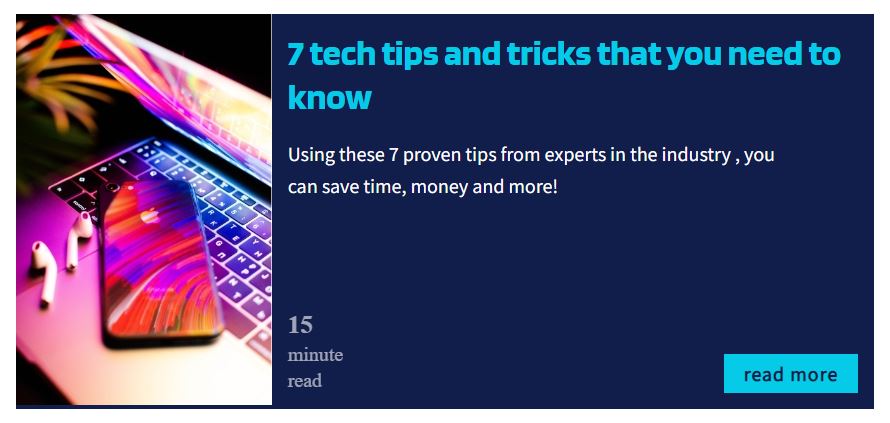 7 tech tips and tricks that you need to
know
Using these 7 proven tips from experts in the industry , you
can save time, money and more!
15
minute
read
read more